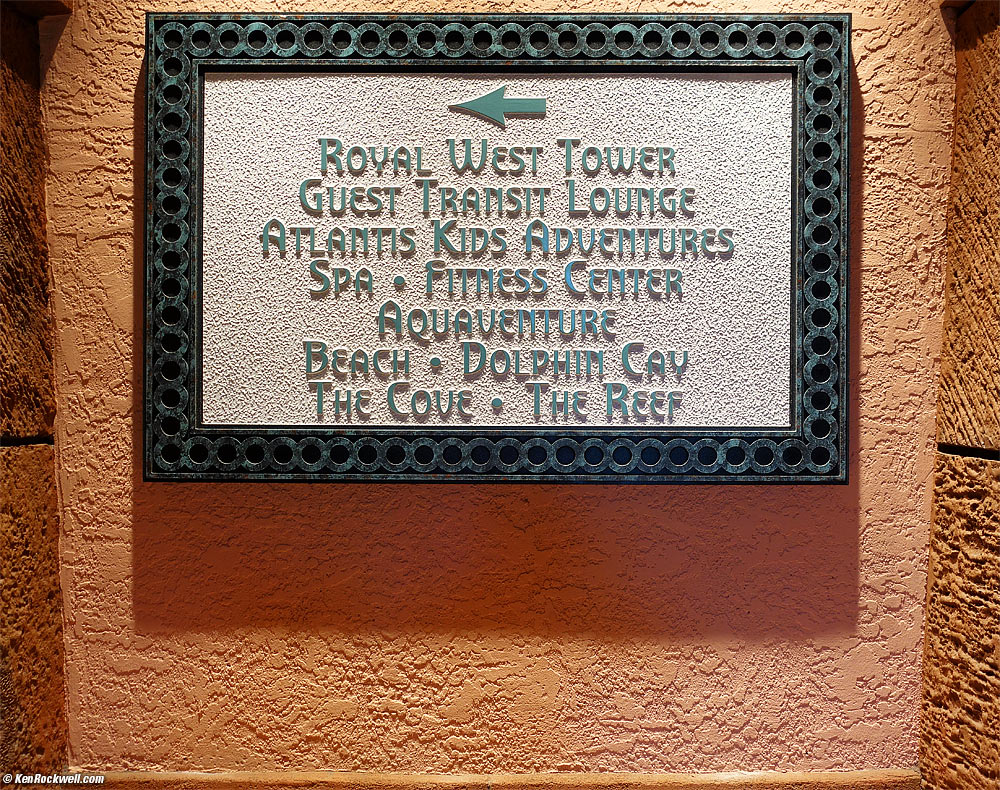 Royal West Tower
Guest Transit Lounge
Atlantis Kids Adventures
Spa • Fitness Center
Aquaventure
Beach • Dolphin Cay
The Cove • The Reef
© KenRockwell.com